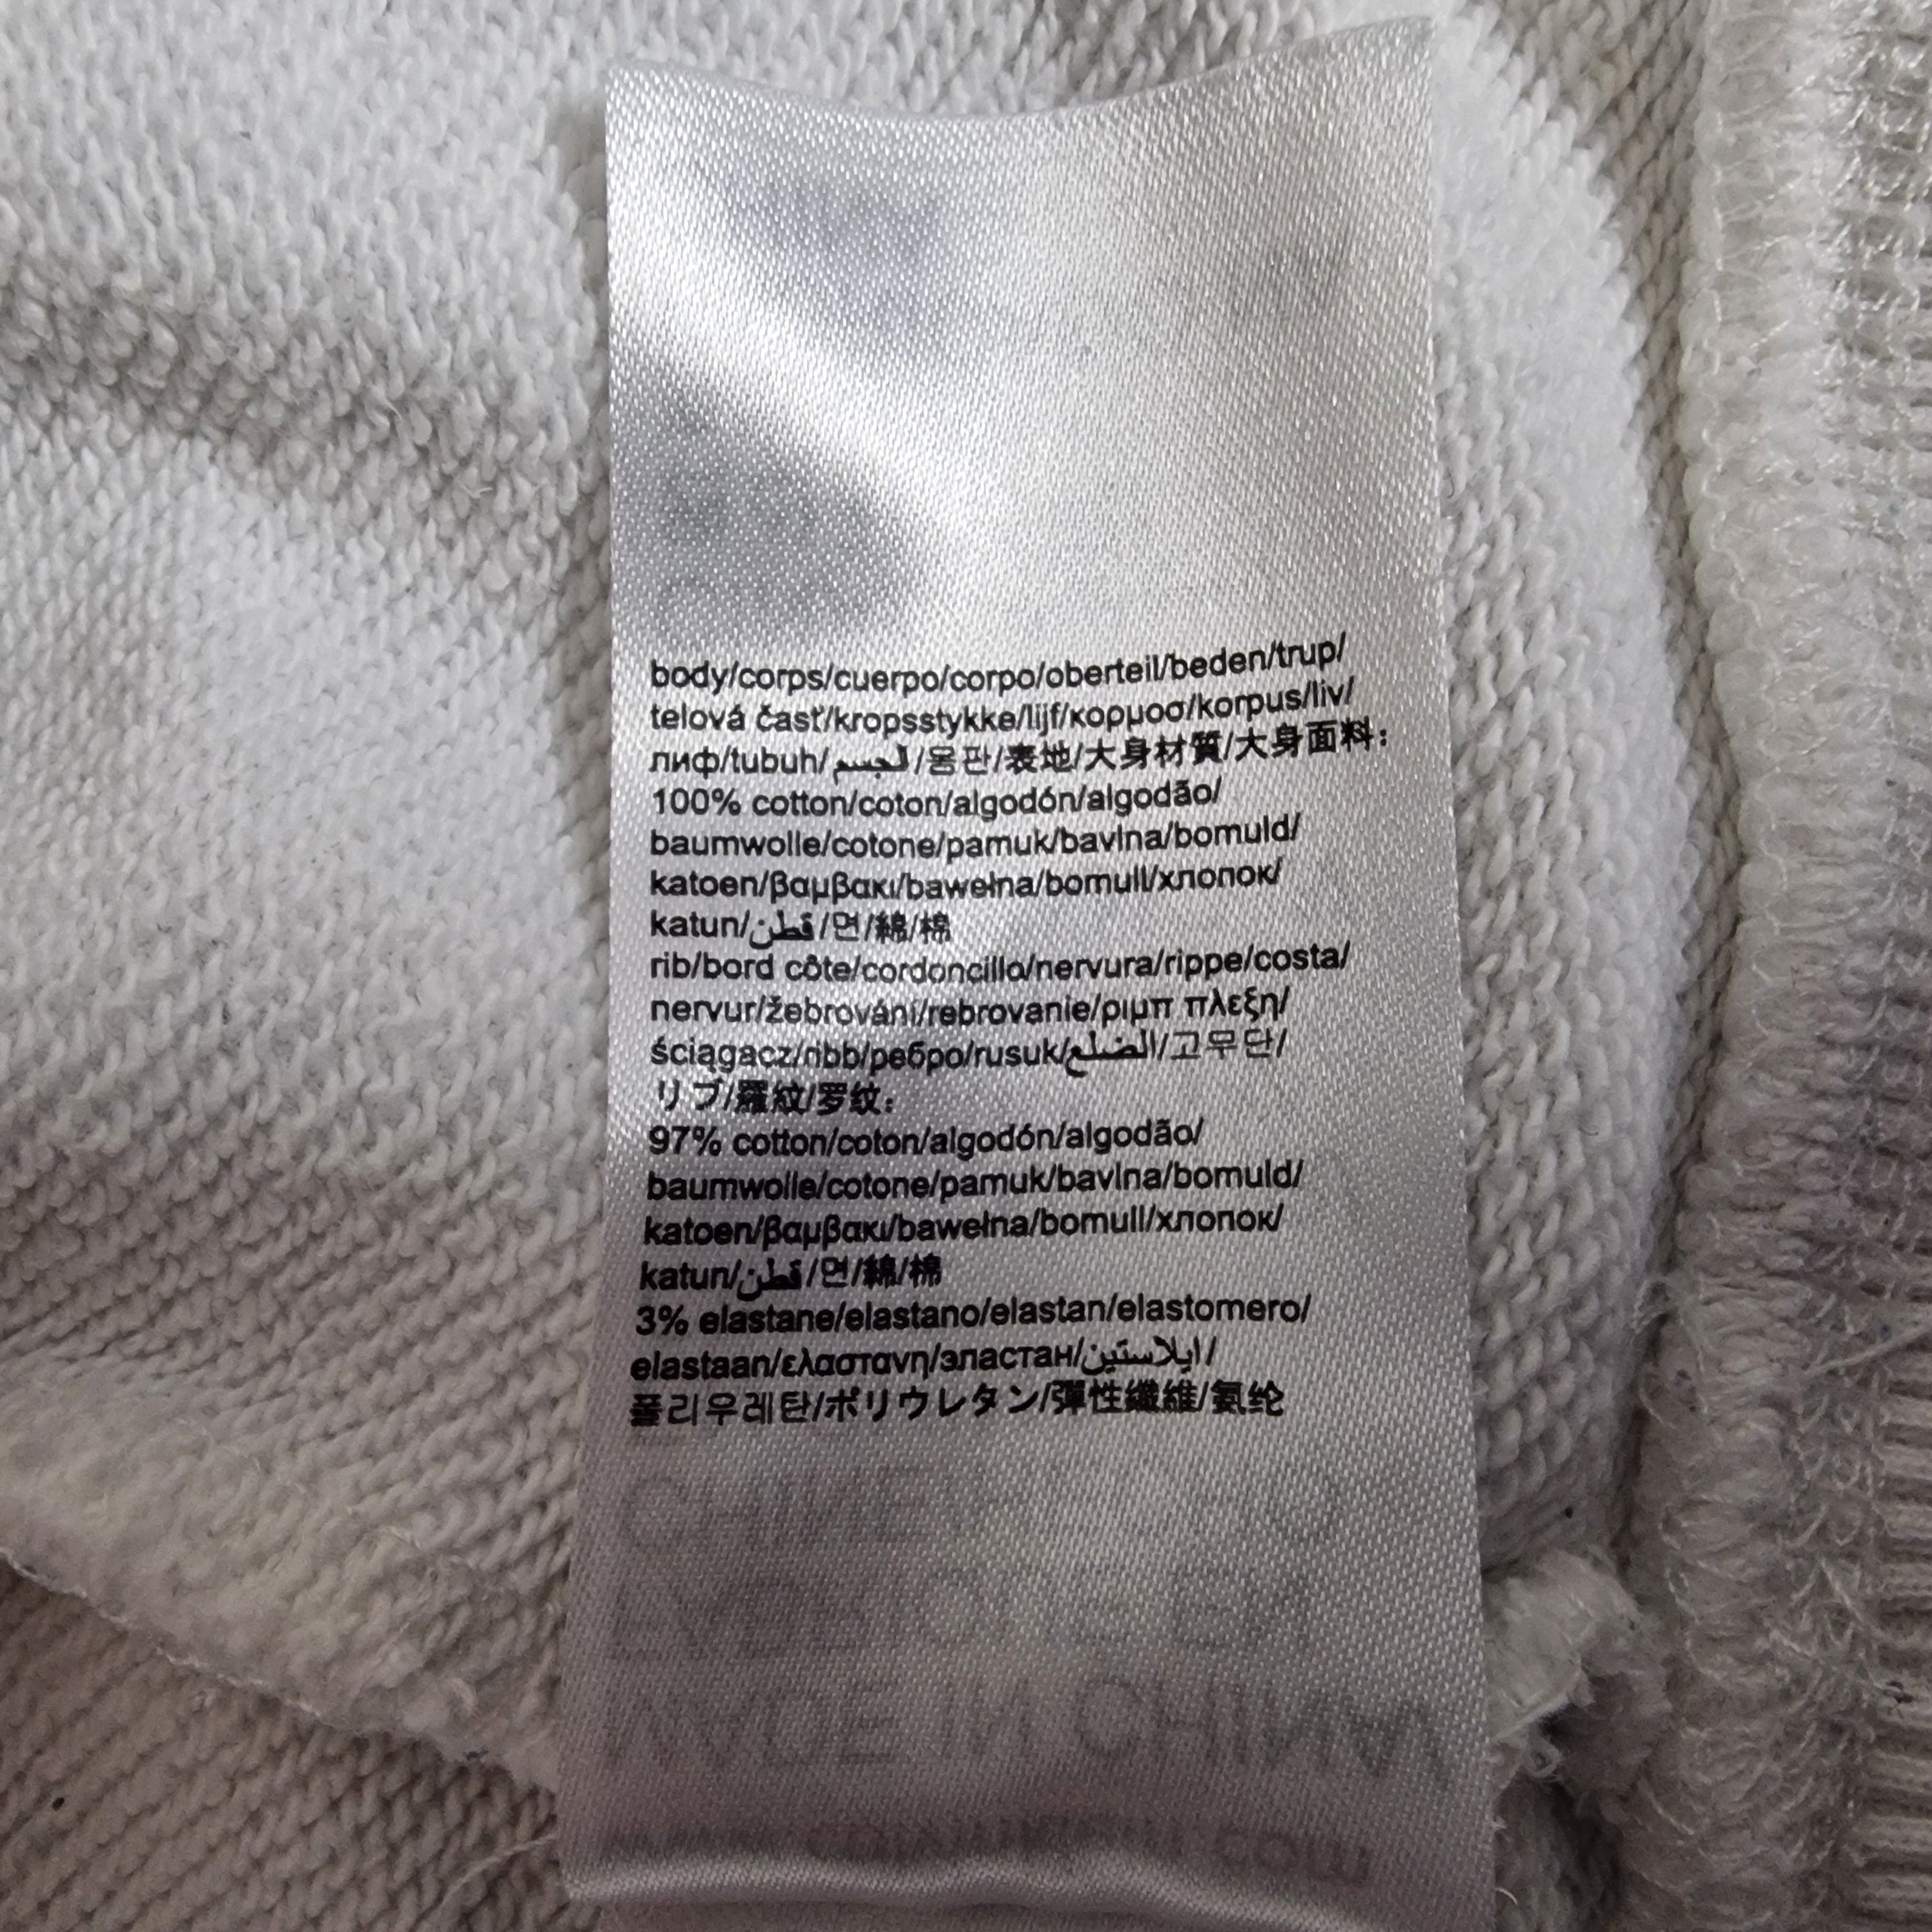 body/corps/cuerpo/corpo/oberteil/beden/trup/
telová časť/kropsstykke/lijf/κορμοσ/korpus/liv/
лиф/tubuh/الجسم/몸판/表地/大身材質/大身面料:
100% cotton/coton/algodón/algodão/
baumwolle/cotone/pamuk/bavlna/bomuld/
katoen/βαμβακι/bawełna/bomull/хлопок/
katun/قطن/면/綿/棉
rib/bord côte/cordoncillo/nervura/rippe/costa/
nervur/žebrování/rebrovanie/ριμπ πλεξη/
ściągacz/ribb/ребро/rusuk/الضلع/고무단/
リブ/羅紋/罗纹:
97% cotton/coton/algodón/algodão/
baumwolle/cotone/pamuk/bavlna/bomuld/
katoen/βαμβακι/bawełna/bomull/хлопок/
katun/قطن/면/綿/棉
3% elastane/elastano/elastan/elastomero/
elastaan/ελαστανη/эластан/ايلاستين/
폴리우레탄/ポリウレタン/彈性纖維/氨纶